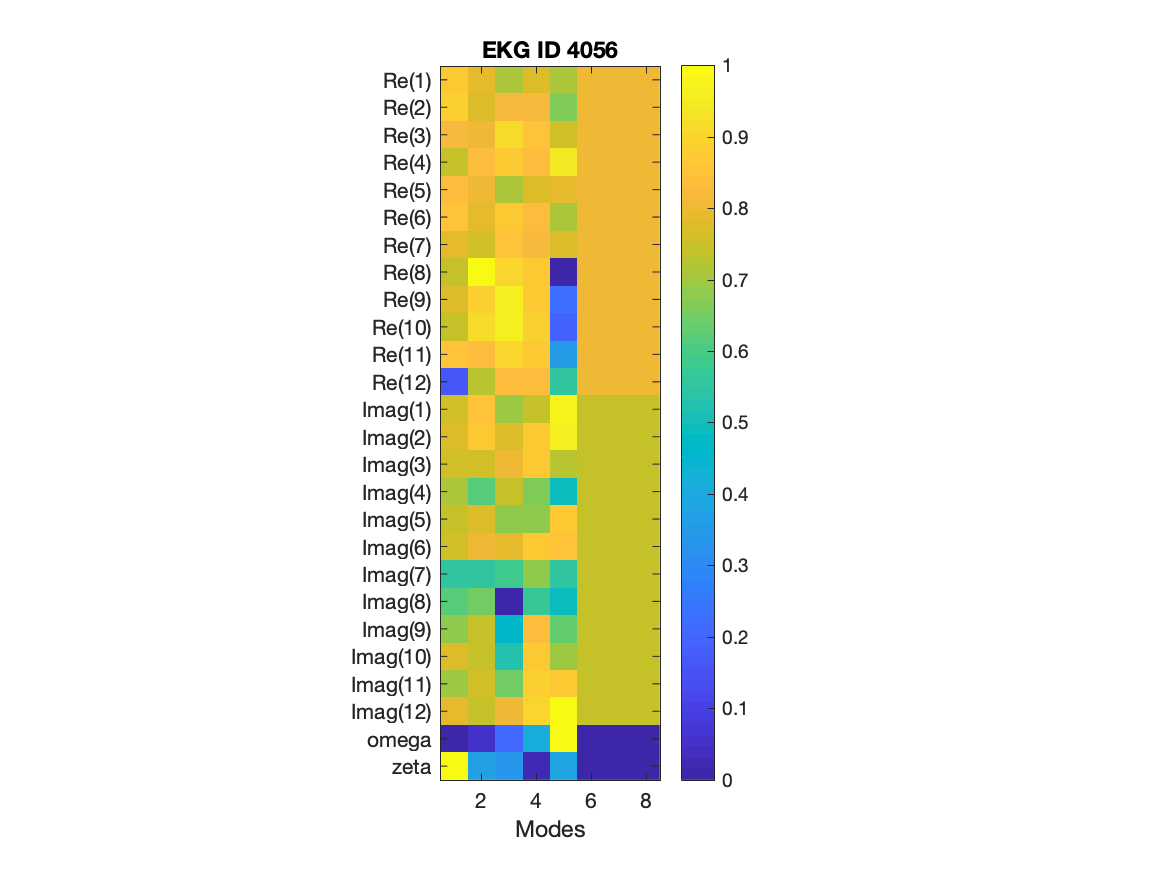 EKG ID 4056
Re(1)
Re(2)
Re(3)
Re(4)
Re(5)
Re(6)
Re(7)
Re(8)
Re(9)
Re(10)
Re(11)
Re(12)
Imag(1)
Imag(2)
Imag(3)
Imag(4)
Imag(5)
Imag(6)
Imag(7)
Imag(8)
Imag(9)
Imag(10)
Imag(11)
Imag(12)
omega
zeta
2 4 6 8
Modes
1
0.9
0.8
0.7
0.6
0.5
0.4
0.3
0.2
0.1
0